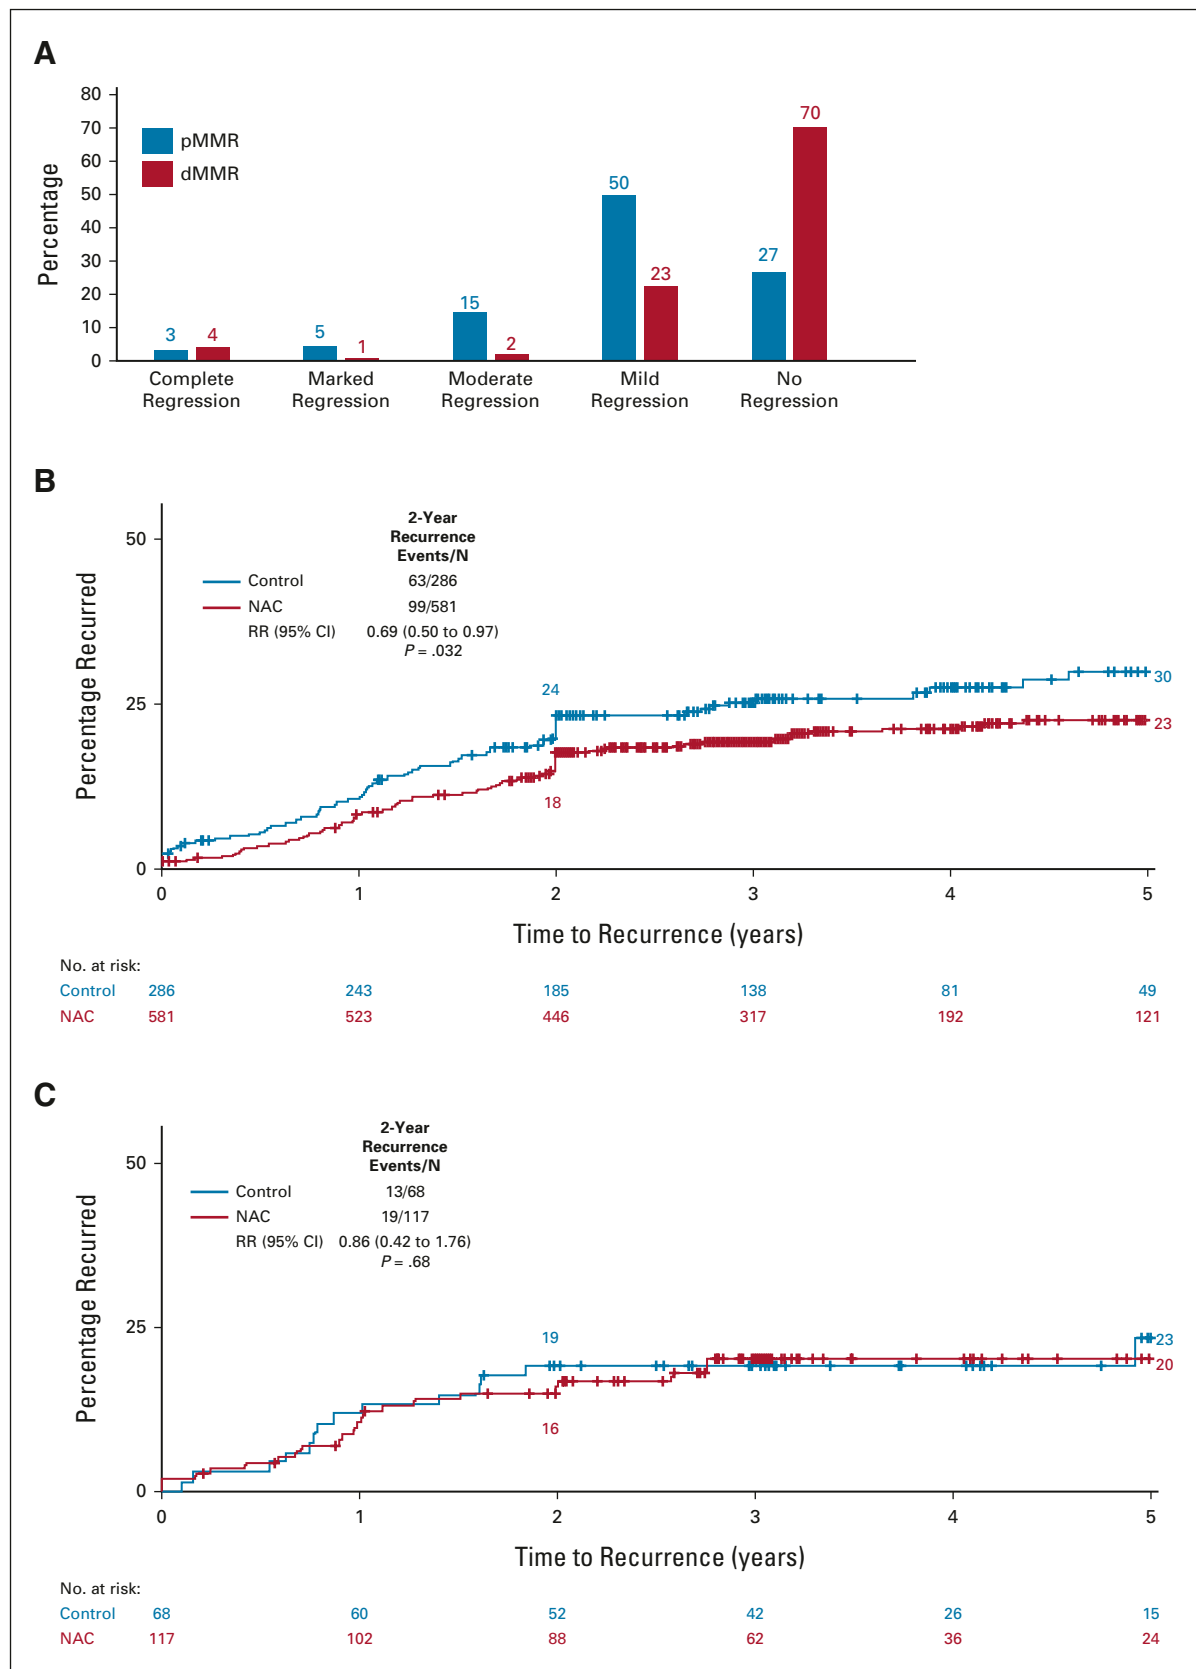 A
80
70
60
50
40
30
20
10
0
Percentage
pMMR
dMMR
3
4
5
1
15
2
50
23
27
70
Complete
Regression
Marked
Regression
Moderate
Regression
Mild
Regression
No
Regression
B
50
25
0
Percentage Recurred
2-Year
Recurrence
Events/N
Control 63/286
NAC 99/581
RR (95% CI) 0.69 (0.50 to 0.97)
P = .032
24
18
30
23
0 1 2 3 4 5
Time to Recurrence (years)
No. at risk:
Control 286 243 185 138 81 49
NAC 581 523 446 317 192 121
C
50
25
0
Percentage Recurred
2-Year
Recurrence
Events/N
Control 13/68
NAC 19/117
RR (95% CI) 0.86 (0.42 to 1.76)
P = .68
19
16
23
20
0 1 2 3 4 5
Time to Recurrence (years)
No. at risk:
Control 68 60 52 42 26 15
NAC 117 102 88 62 36 24